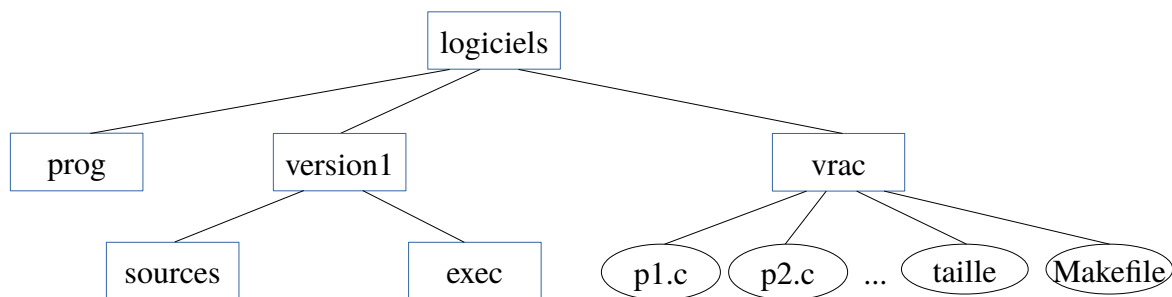 logiciels
prog version1 vrac
sources exec p1.c p2.c ... taille Makefile